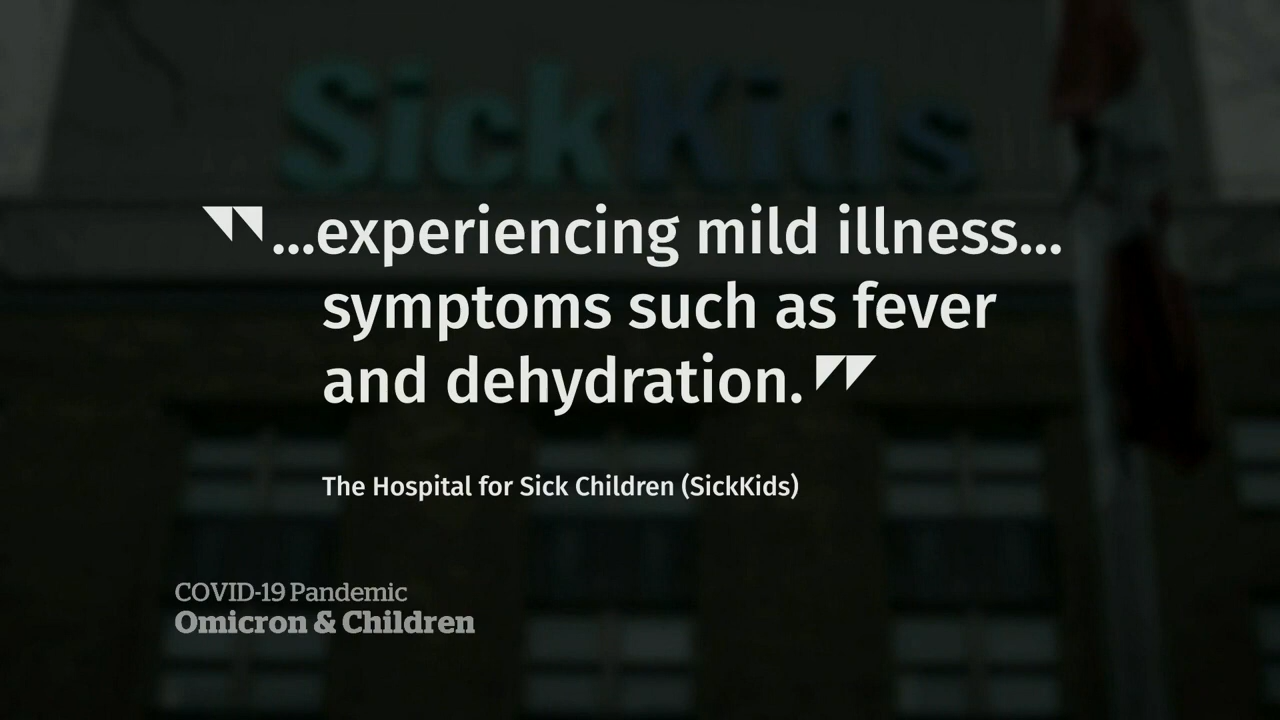 SickKids
"...experiencing mild illness...
symptoms such as fever
and dehydration."
The Hospital for Sick Children (SickKids)
COVID-19 Pandemic
Omicron & Children